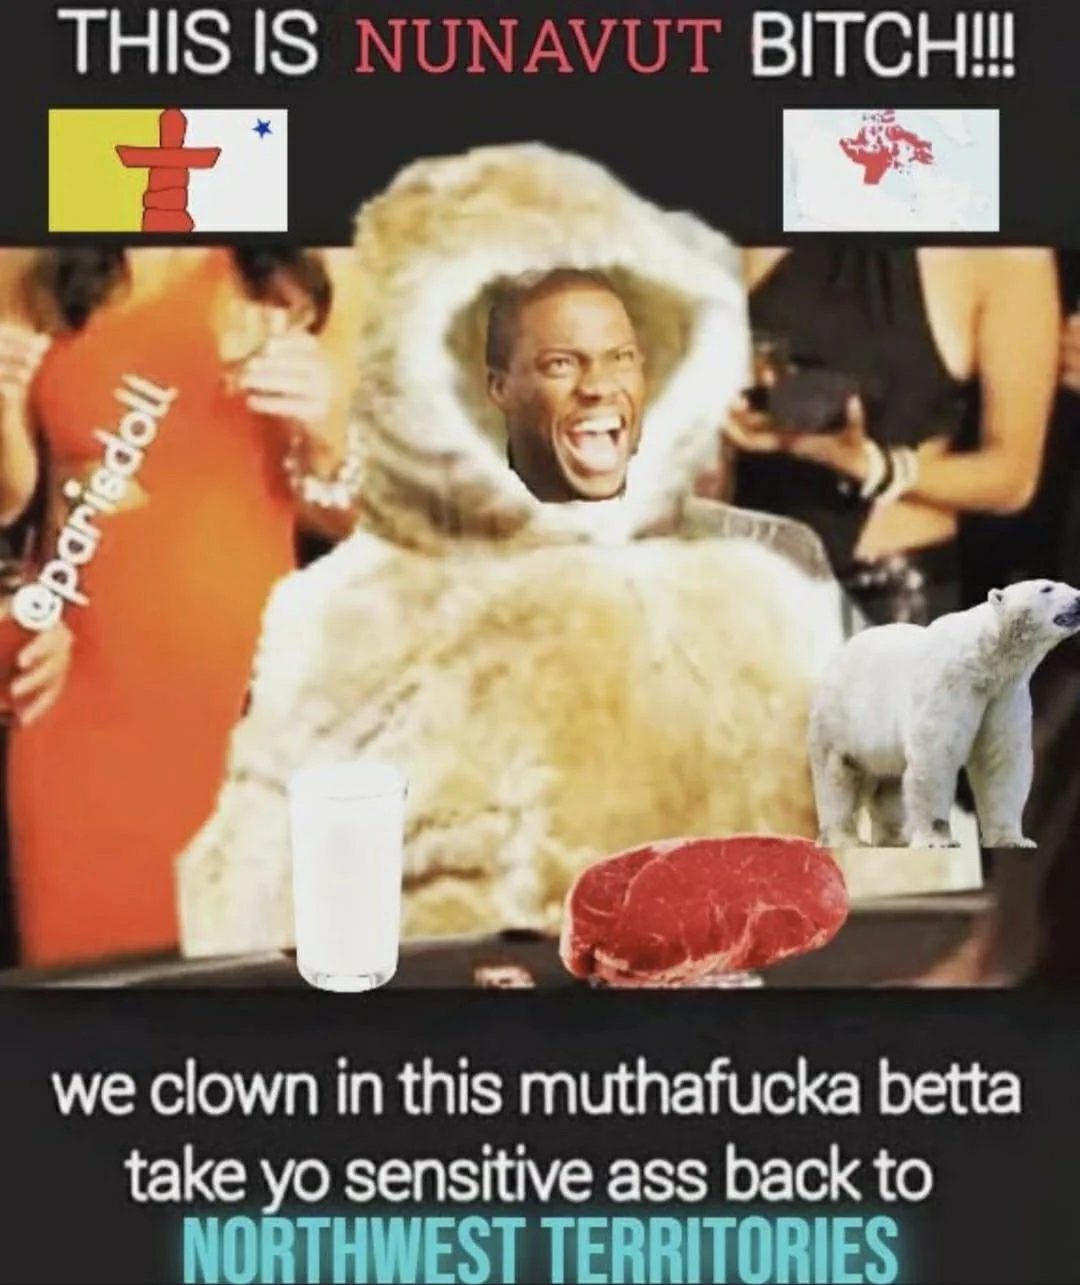 THIS IS NUNAVUT BITCH!!!
@parisdoll
we clown in this muthafucka betta
take yo sensitive ass back to
NORTHWEST TERRITORIES